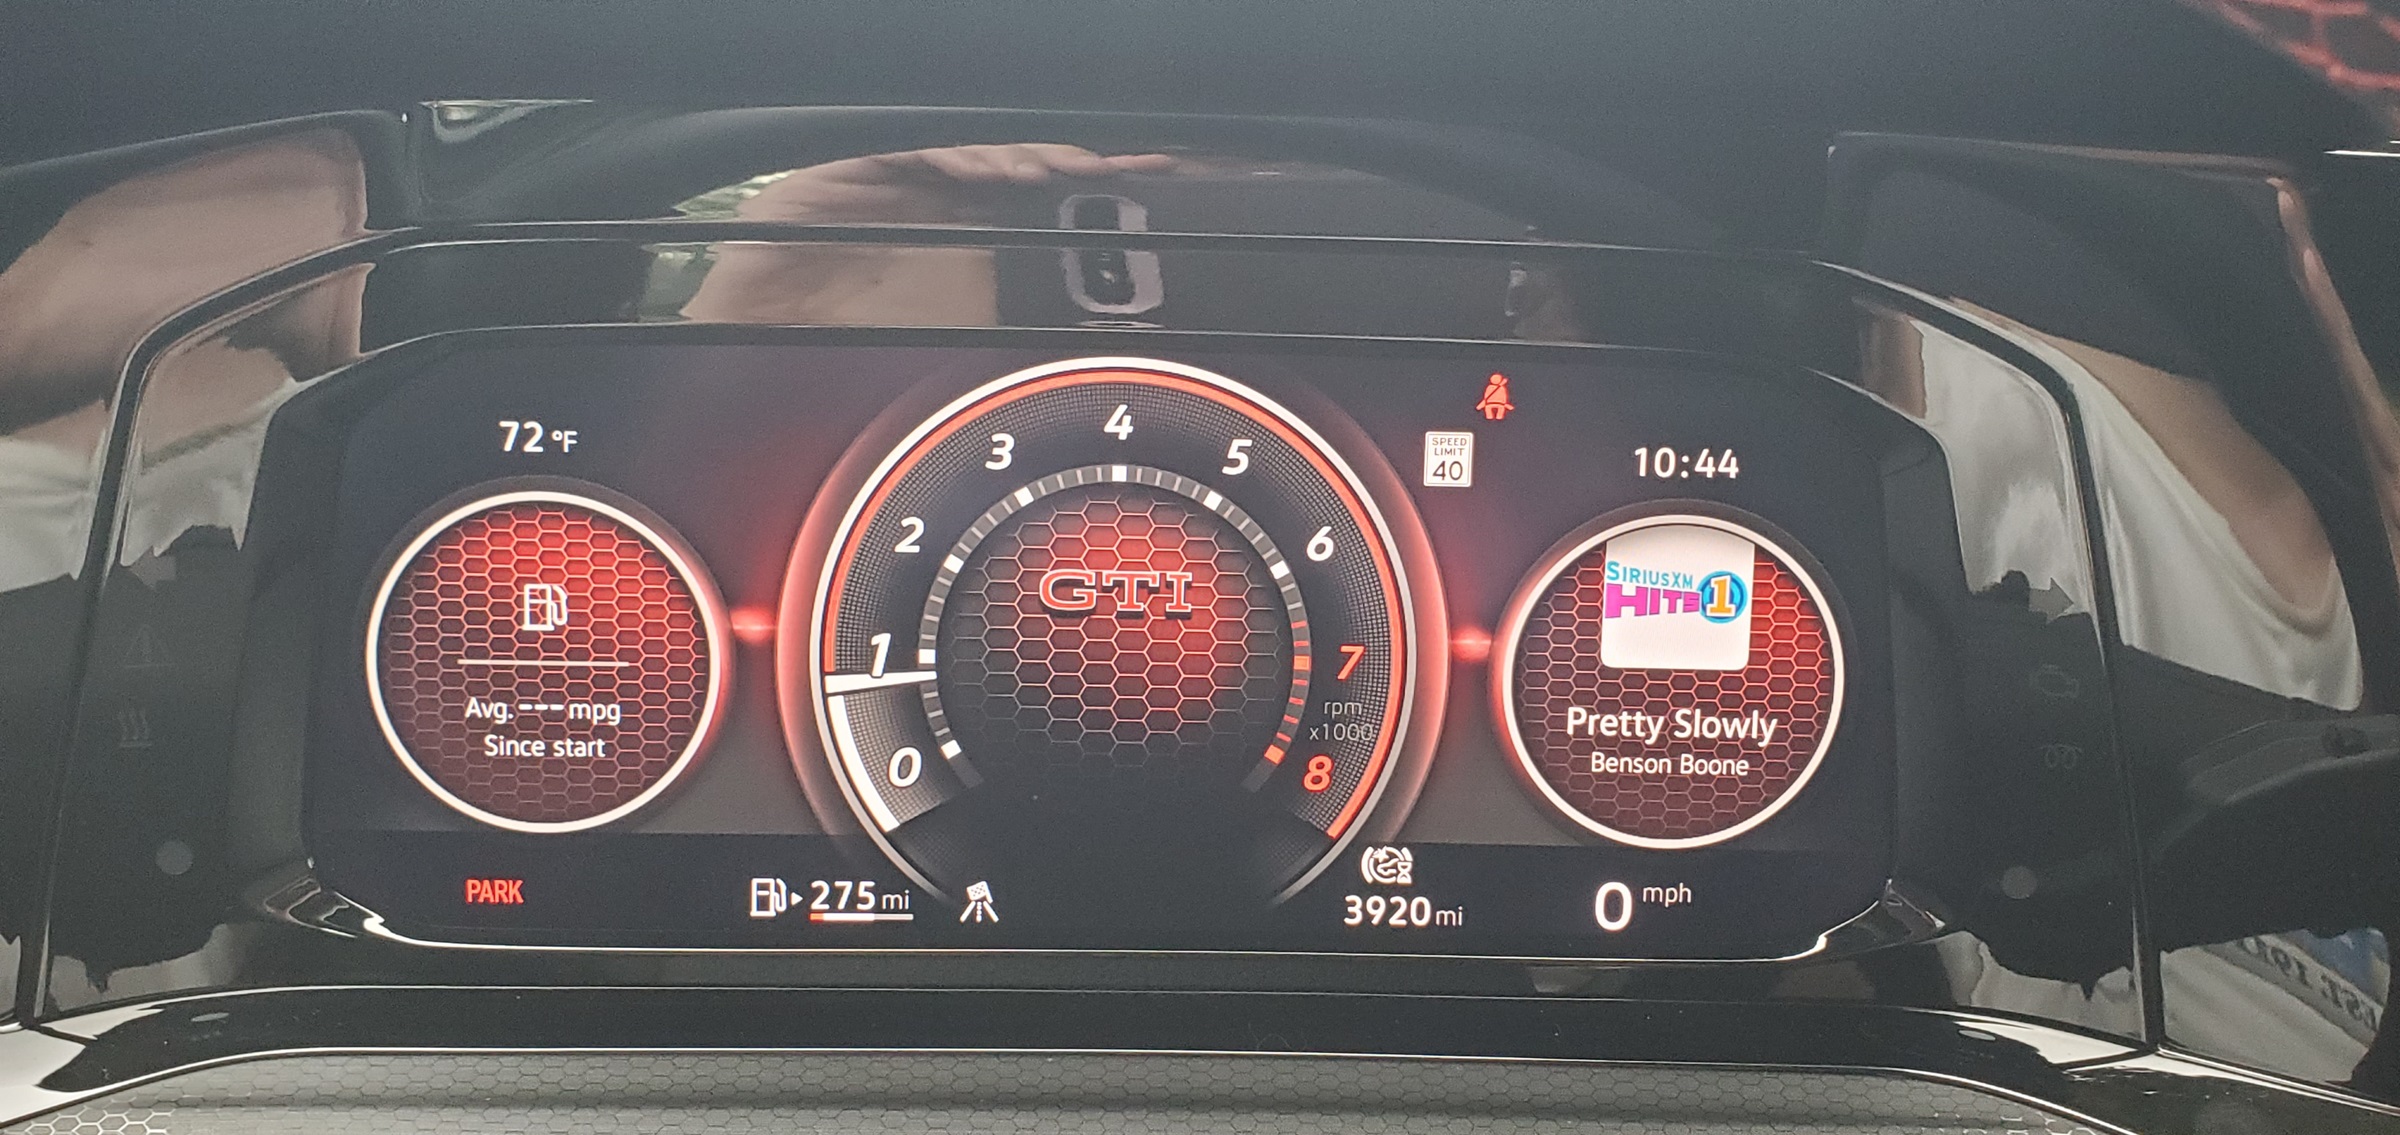 72 °F
Avg. --- mpg
Since start
PARK
275 mi
4
3
5
2
6
1
7
0
8
rpm
x1000
GTI
SPEED
LIMIT
40
3920 mi
10:44
SIRIUSXM
HITS 1
Pretty Slowly
Benson Boone
0 mph